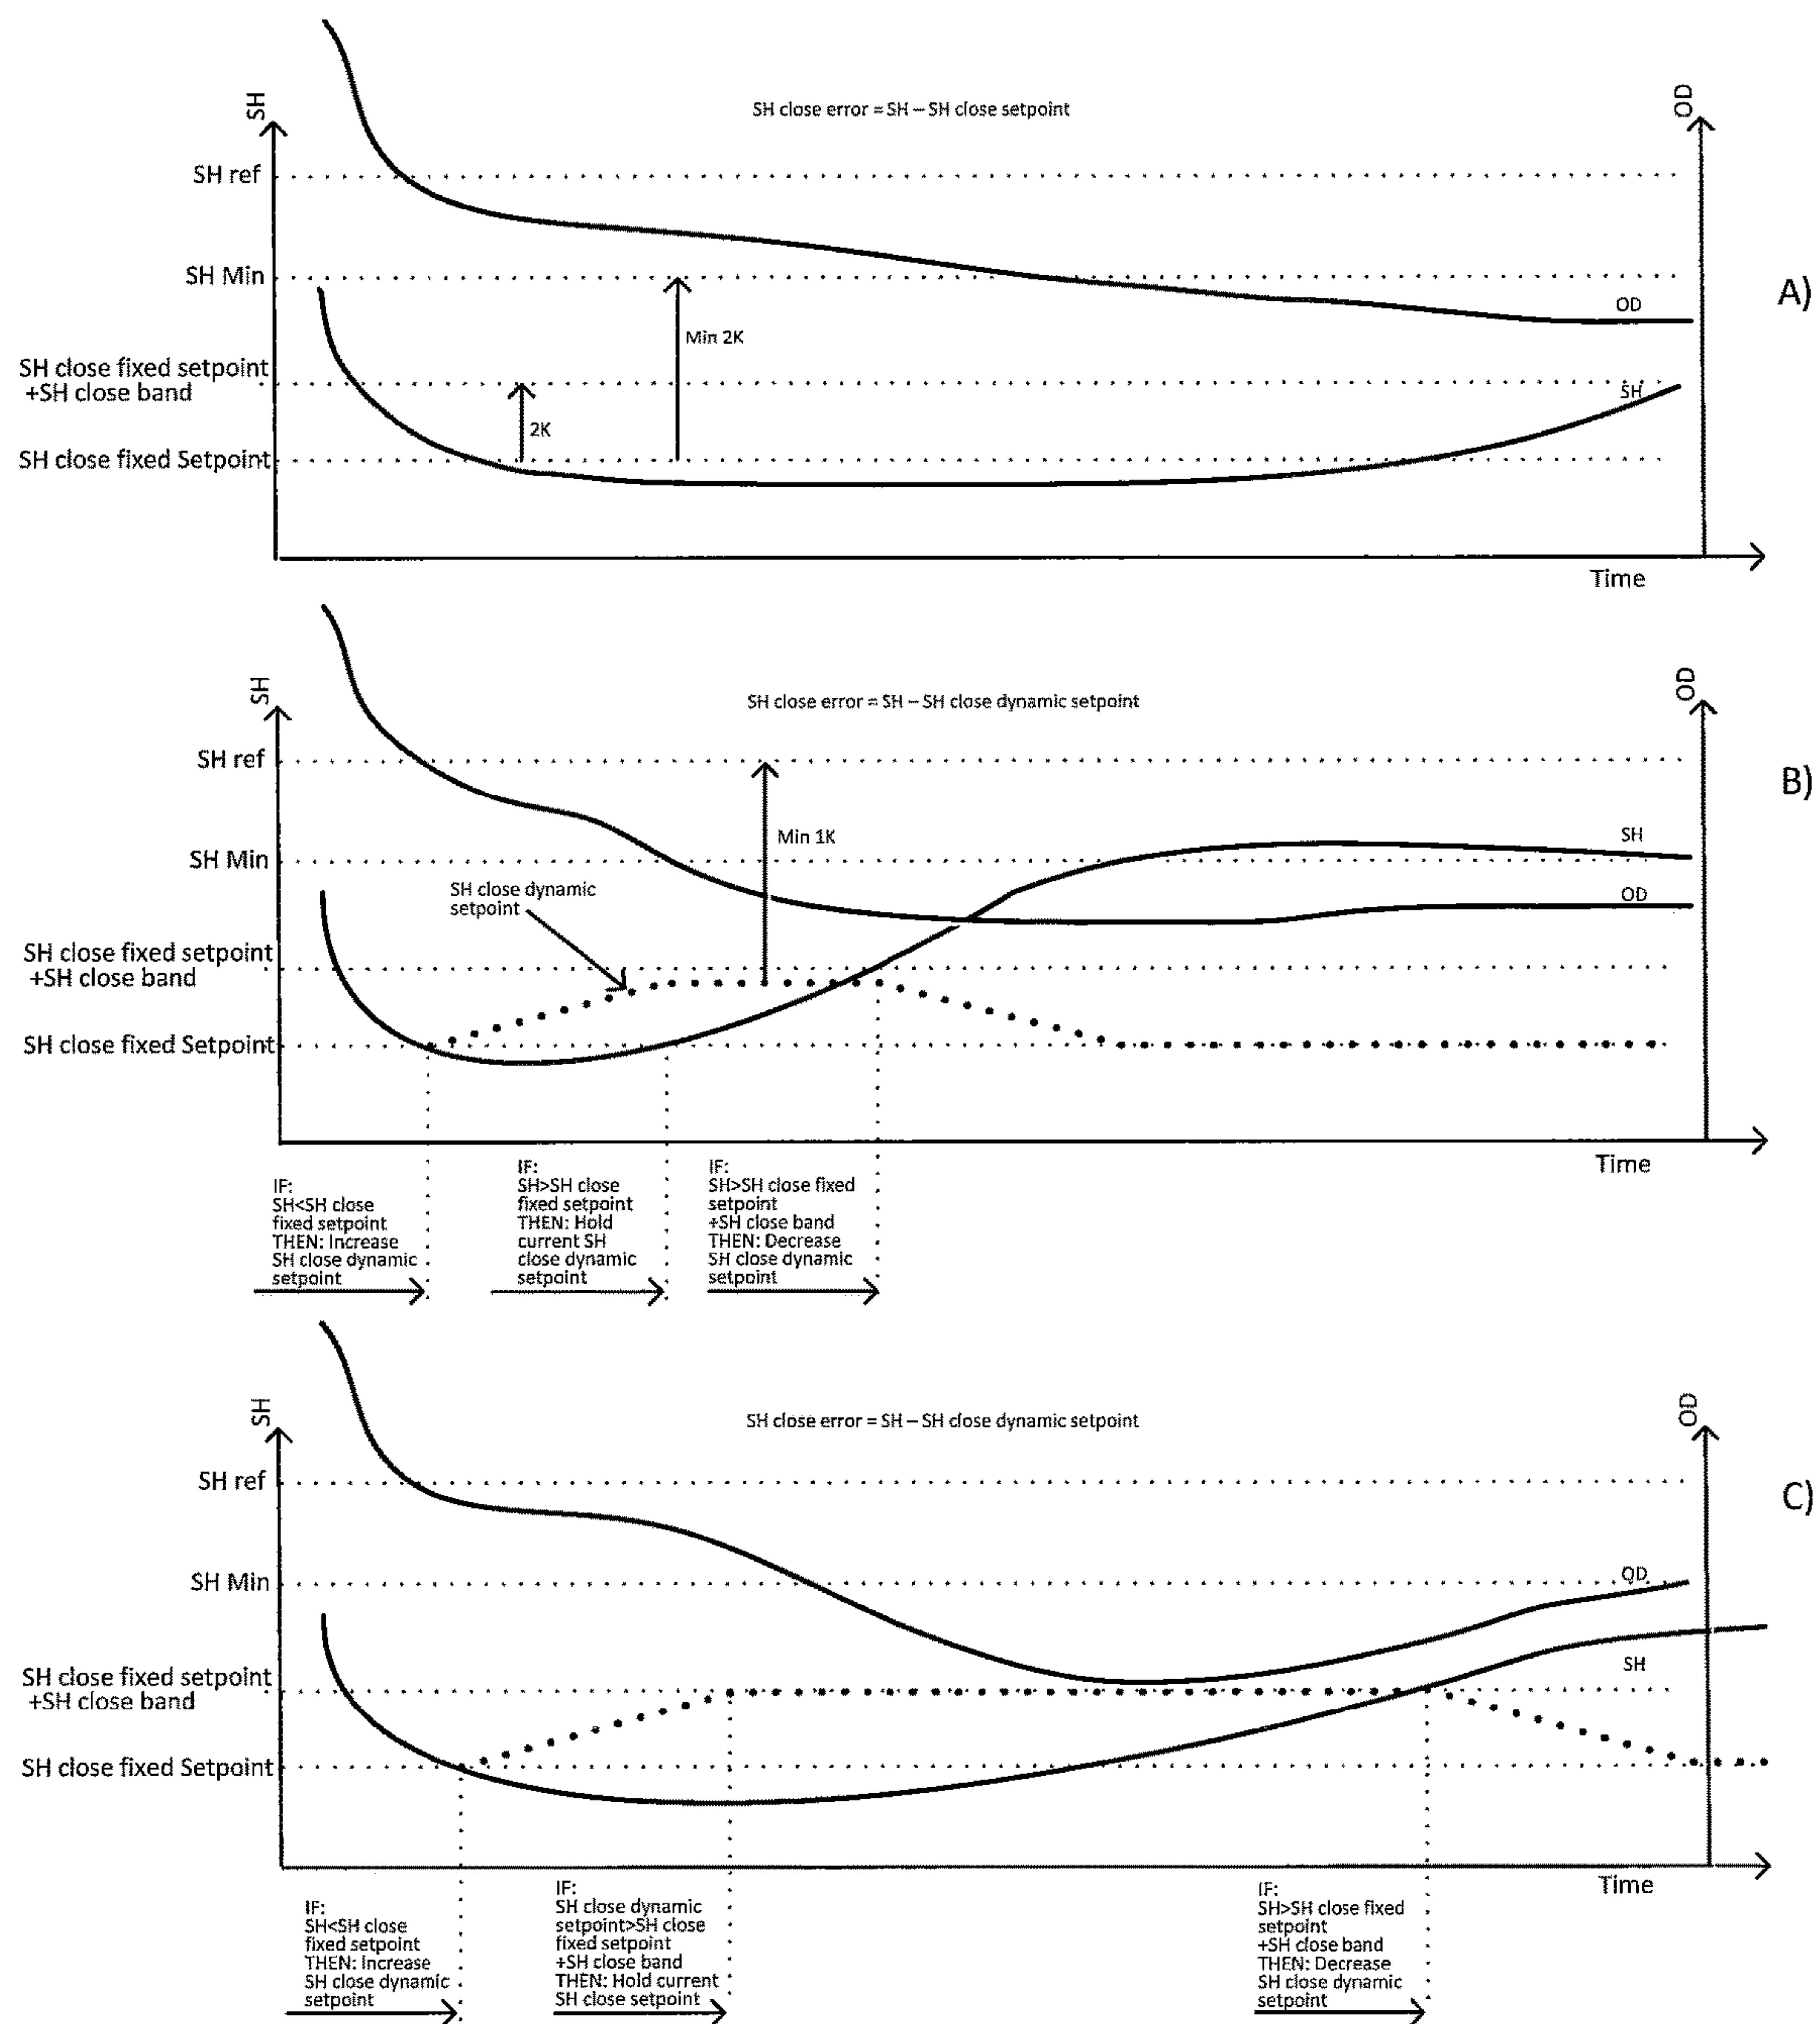 SH
SH close error = SH – SH close setpoint
OD
SH ref
SH Min
A)
OD
Min 2K
SH close fixed setpoint
+SH close band
SH
2K
SH close fixed Setpoint
Time
SH
SH close error = SH – SH close dynamic setpoint
OD
SH ref
B)
Min 1K
SH
SH Min
SH close dynamic
setpoint
OD
SH close fixed setpoint
+SH close band
SH close fixed Setpoint
Time
IF:
SH<SH close
fixed setpoint
THEN: Increase
SH close dynamic
setpoint
IF:
SH>SH close
fixed setpoint
THEN: Hold
current SH
close dynamic
setpoint
IF:
SH>SH close fixed
setpoint
+SH close band
THEN: Decrease
SH close dynamic
setpoint
SH
SH close error = SH – SH close dynamic setpoint
OD
SH ref
C)
SH Min
OD
SH
SH close fixed setpoint
+SH close band
SH close fixed Setpoint
Time
IF:
SH<SH close
fixed setpoint
THEN: Increase
SH close dynamic
setpoint
IF:
SH close dynamic
setpoint>SH close
fixed setpoint
+SH close band
THEN: Hold current
SH close setpoint
IF:
SH>SH close fixed
setpoint
+SH close band
THEN: Decrease
SH close dynamic
setpoint